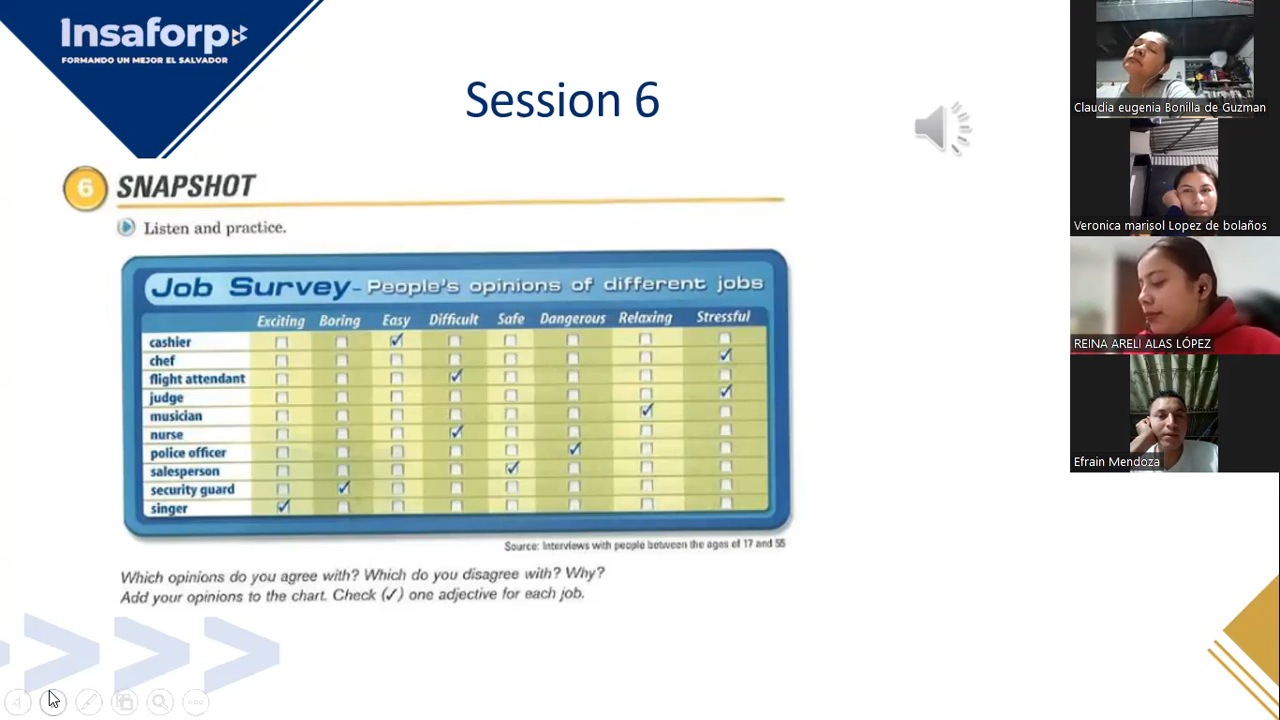 Insaforp
FORMANDO UN MEJOR EL SALVADOR
Session 6
6 SNAPSHOT
Listen and practice.
Job Survey – People's opinions of different jobs
Exciting Boring Easy Difficult Safe Dangerous Relaxing Stressful
cashier ✓
chef ✓
flight attendant ✓
judge ✓
musician ✓
nurse ✓
police officer ✓
salesperson ✓
security guard ✓
singer ✓
Source: Interviews with people between the ages of 17 and 55
Which opinions do you agree with? Which do you disagree with? Why?
Add your opinions to the chart. Check (✓) one adjective for each job.
Claudia eugenia Bonilla de Guzman
Veronica marisol Lopez de bolaños
REINA ARELI ALAS LÓPEZ
Efrain Mendoza